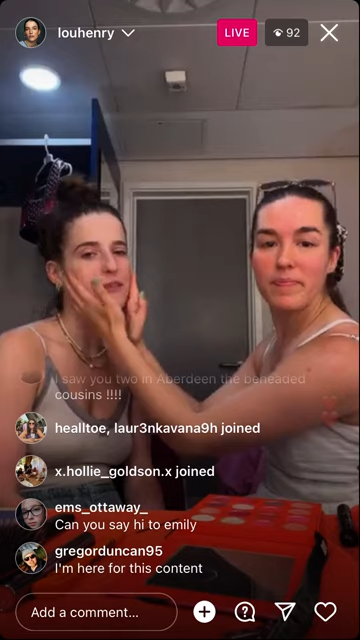 louhenry
LIVE
92
I saw you two in Aberdeen the beneaded
cousins !!!!
healltoe, laur3nkavana9h joined
x.hollie_goldson.x joined
ems_ottaway_
Can you say hi to emily
gregorduncan95
I'm here for this content
Add a comment...